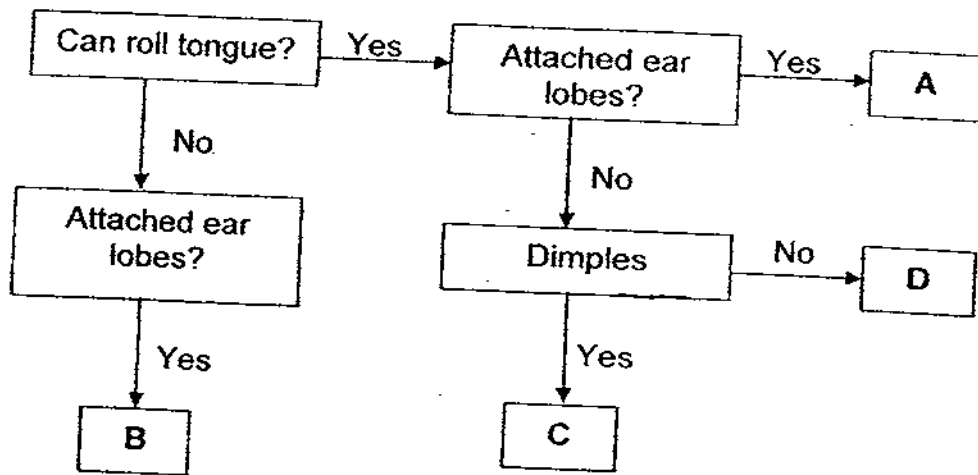 Can roll tongue?
Yes
Attached ear
lobes?
Yes
A
No
No
Attached ear
lobes?
Dimples
No
D
Yes
Yes
B
C